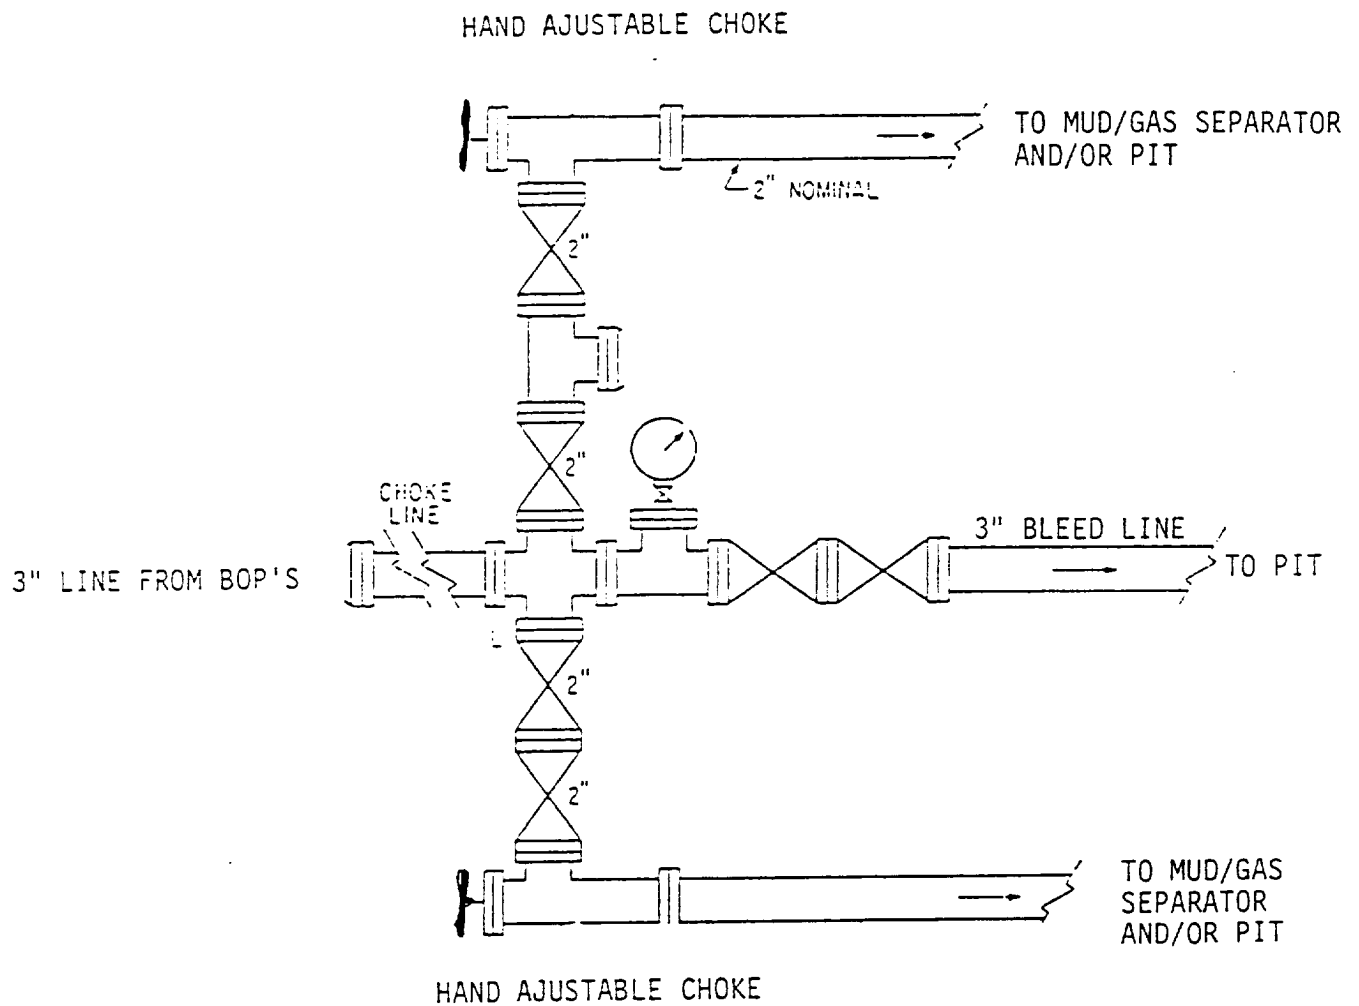 HAND AJUSTABLE CHOKE
TO MUD/GAS SEPARATOR
AND/OR PIT
2" NOMINAL
2"
2"
CHOKE
LINE
3" BLEED LINE
3" LINE FROM BOP'S
TO PIT
2"
2"
TO MUD/GAS
SEPARATOR
AND/OR PIT
HAND AJUSTABLE CHOKE